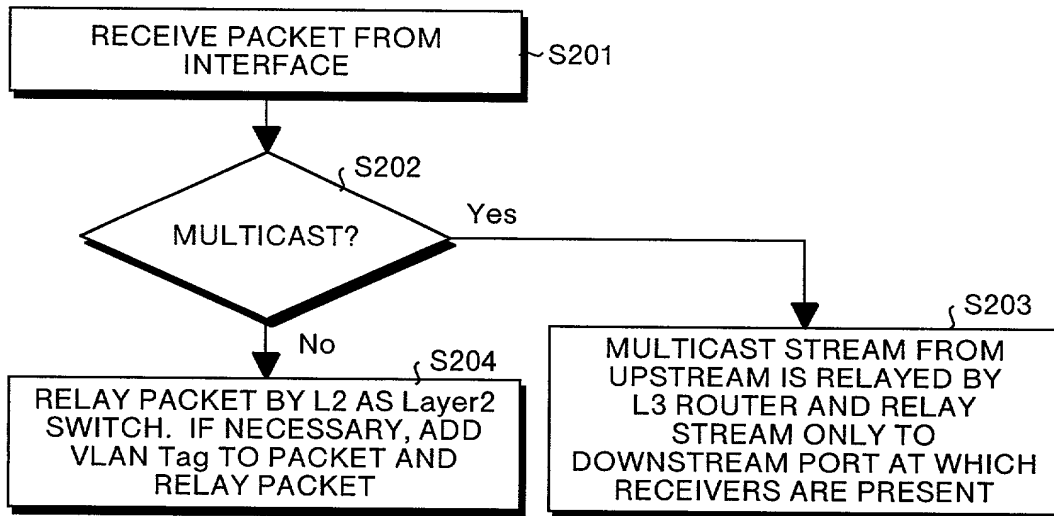 RECEIVE PACKET FROM
INTERFACE
S201
S202
MULTICAST?
Yes
No
S203
MULTICAST STREAM FROM
UPSTREAM IS RELAYED BY
L3 ROUTER AND RELAY
STREAM ONLY TO
DOWNSTREAM PORT AT WHICH
RECEIVERS ARE PRESENT
S204
RELAY PACKET BY L2 AS Layer2
SWITCH. IF NECESSARY, ADD
VLAN Tag TO PACKET AND
RELAY PACKET